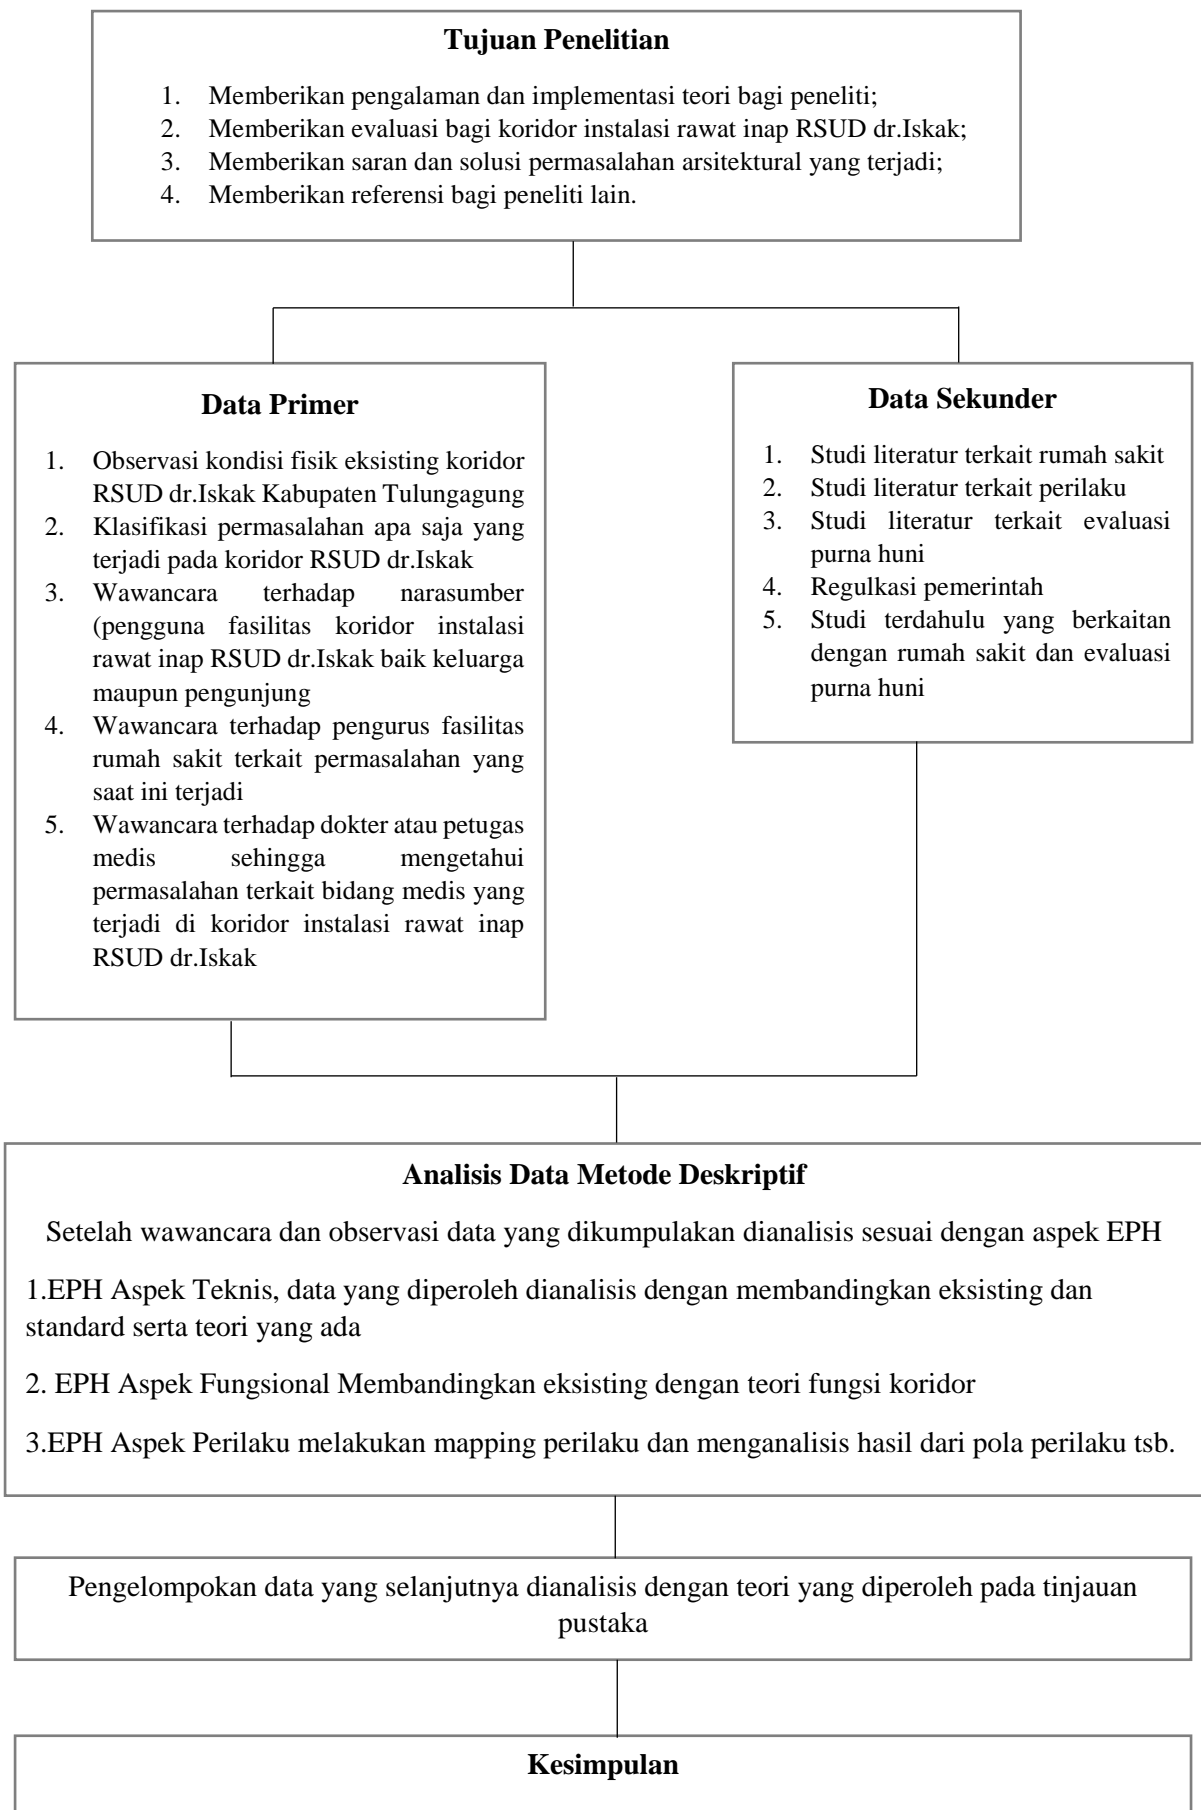 Tujuan Penelitian
1. Memberikan pengalaman dan implementasi teori bagi peneliti;
2. Memberikan evaluasi bagi koridor instalasi rawat inap RSUD dr.Iskak;
3. Memberikan saran dan solusi permasalahan arsitektural yang terjadi;
4. Memberikan referensi bagi peneliti lain.
Data Primer
1. Observasi kondisi fisik eksisting koridor
RSUD dr.Iskak Kabupaten Tulungagung
2. Klasifikasi permasalahan apa saja yang
terjadi pada koridor RSUD dr.Iskak
3. Wawancara terhadap narasumber
(pengguna fasilitas koridor instalasi
rawat inap RSUD dr.Iskak baik keluarga
maupun pengunjung
4. Wawancara terhadap pengurus fasilitas
rumah sakit terkait permasalahan yang
saat ini terjadi
5. Wawancara terhadap dokter atau petugas
medis sehingga mengetahui
permasalahan terkait bidang medis yang
terjadi di koridor instalasi rawat inap
RSUD dr.Iskak
Data Sekunder
1. Studi literatur terkait rumah sakit
2. Studi literatur terkait perilaku
3. Studi literatur terkait evaluasi
purna huni
4. Regulkasi pemerintah
5. Studi terdahulu yang berkaitan
dengan rumah sakit dan evaluasi
purna huni
Analisis Data Metode Deskriptif
Setelah wawancara dan observasi data yang dikumpulakan dianalisis sesuai dengan aspek EPH
1.EPH Aspek Teknis, data yang diperoleh dianalisis dengan membandingkan eksisting dan
standard serta teori yang ada
2. EPH Aspek Fungsional Membandingkan eksisting dengan teori fungsi koridor
3.EPH Aspek Perilaku melakukan mapping perilaku dan menganalisis hasil dari pola perilaku tsb.
Pengelompokan data yang selanjutnya dianalisis dengan teori yang diperoleh pada tinjauan
pustaka
Kesimpulan